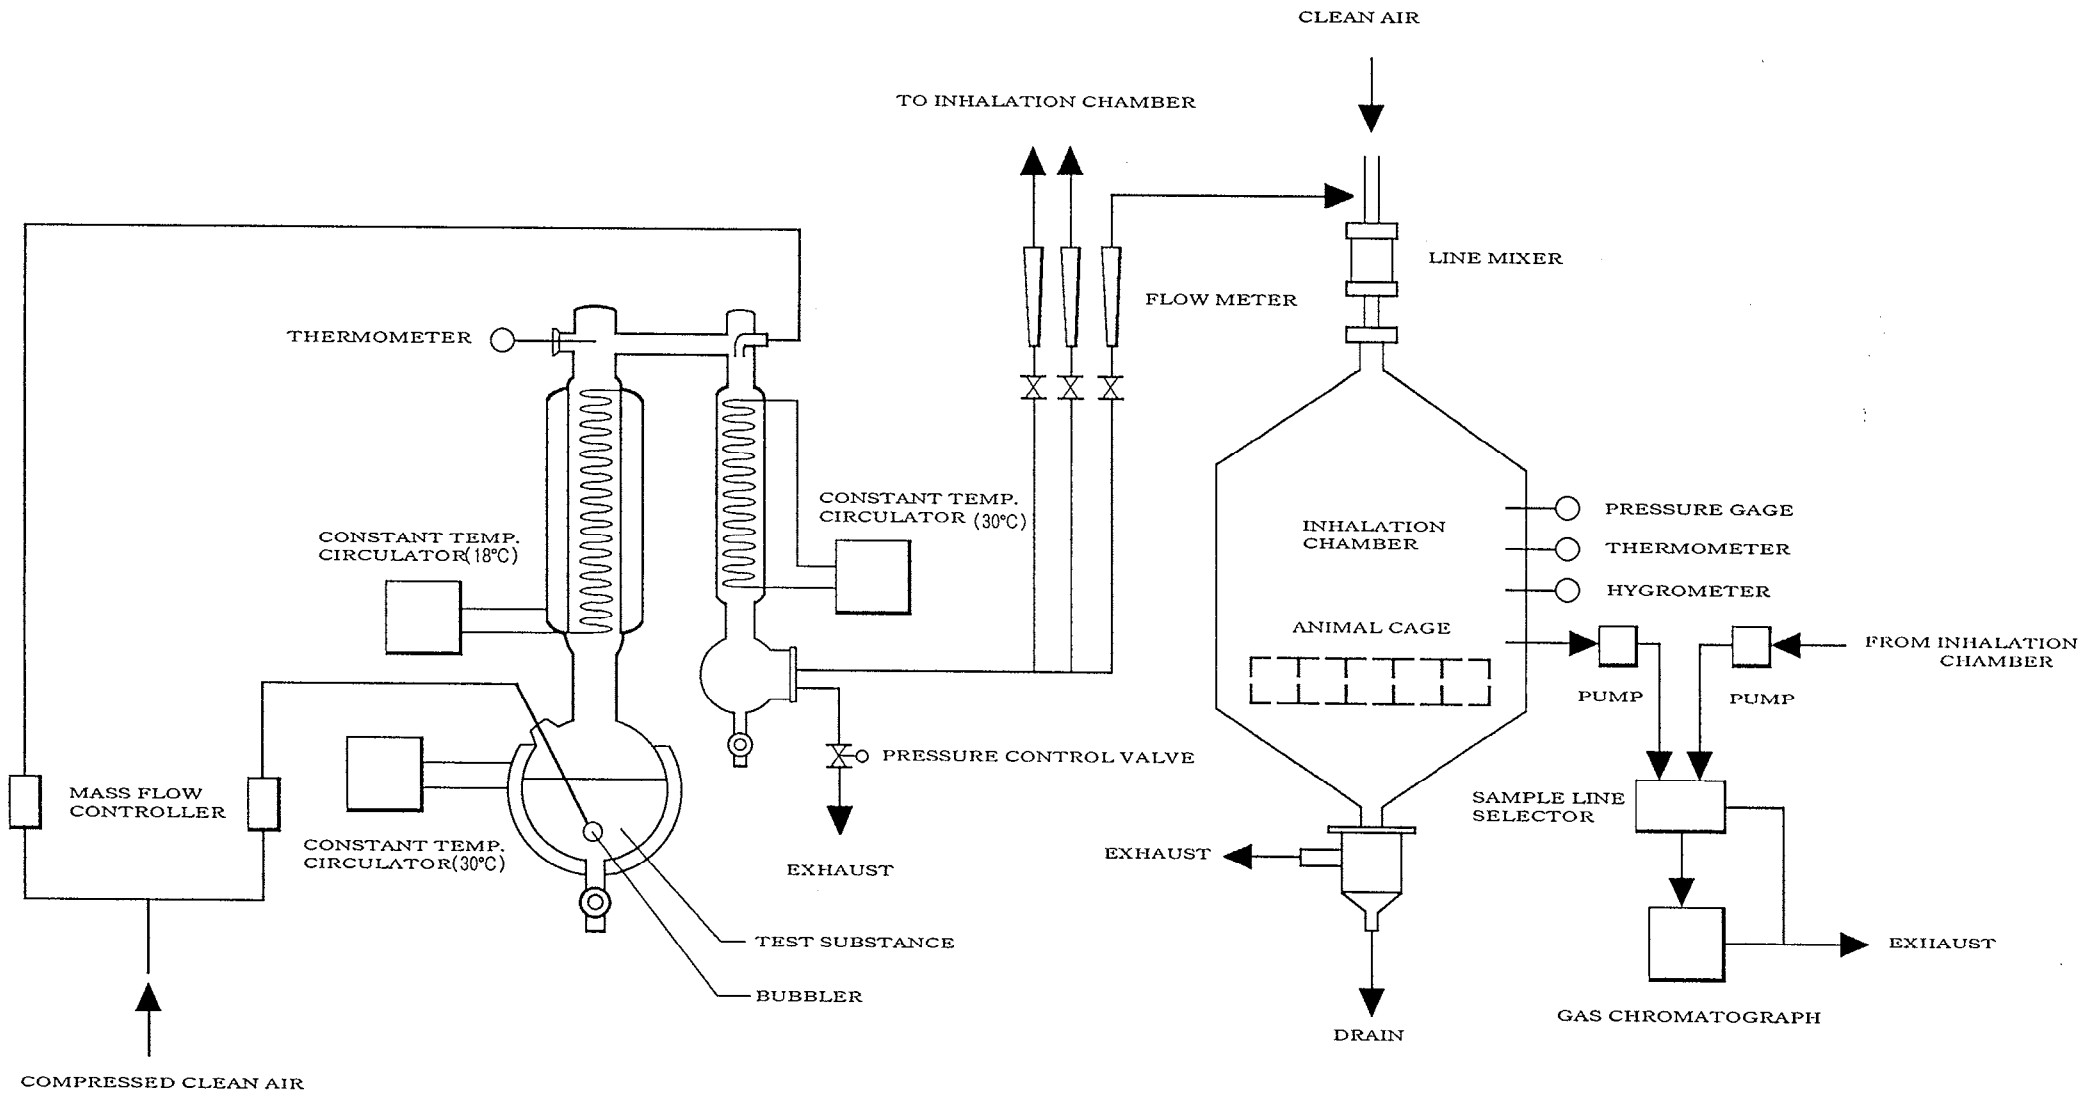 CLEAN AIR
TO INHALATION CHAMBER
LINE MIXER
FLOW METER
THERMOMETER
CONSTANT TEMP.
CIRCULATOR (30°C)
CONSTANT TEMP.
CIRCULATOR(18°C)
INHALATION
CHAMBER
PRESSURE GAGE
THERMOMETER
HYGROMETER
ANIMAL CAGE
FROM INHALATION
CHAMBER
PUMP
PUMP
PRESSURE CONTROL VALVE
MASS FLOW
CONTROLLER
SAMPLE LINE
SELECTOR
CONSTANT TEMP.
CIRCULATOR(30°C)
EXHAUST
EXHAUST
TEST SUBSTANCE
EXHAUST
BUBBLER
GAS CHROMATOGRAPH
DRAIN
COMPRESSED CLEAN AIR